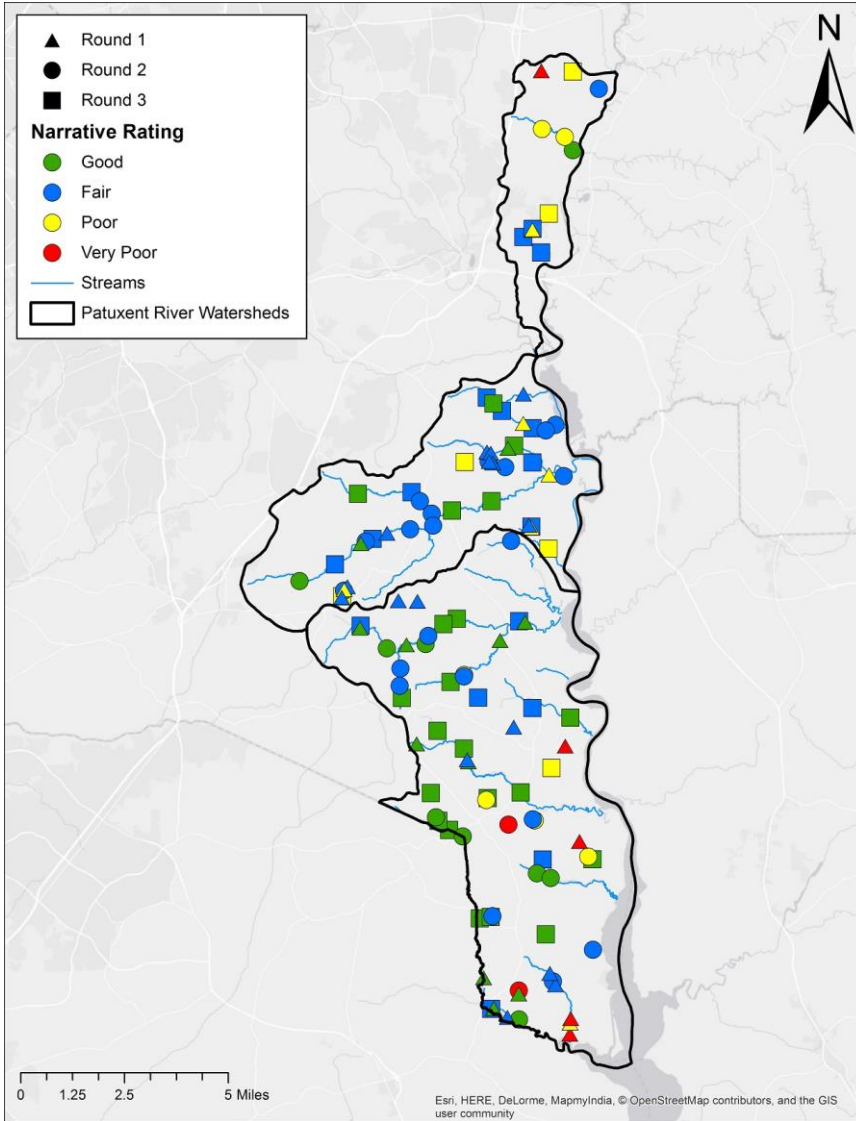 Round 1
Round 2
Round 3
Narrative Rating
Good
Fair
Poor
Very Poor
Streams
Patuxent River Watersheds
N
0 1.25 2.5 5 Miles
Esri, HERE, DeLorme, MapmyIndia, © OpenStreetMap contributors, and the GIS
user community